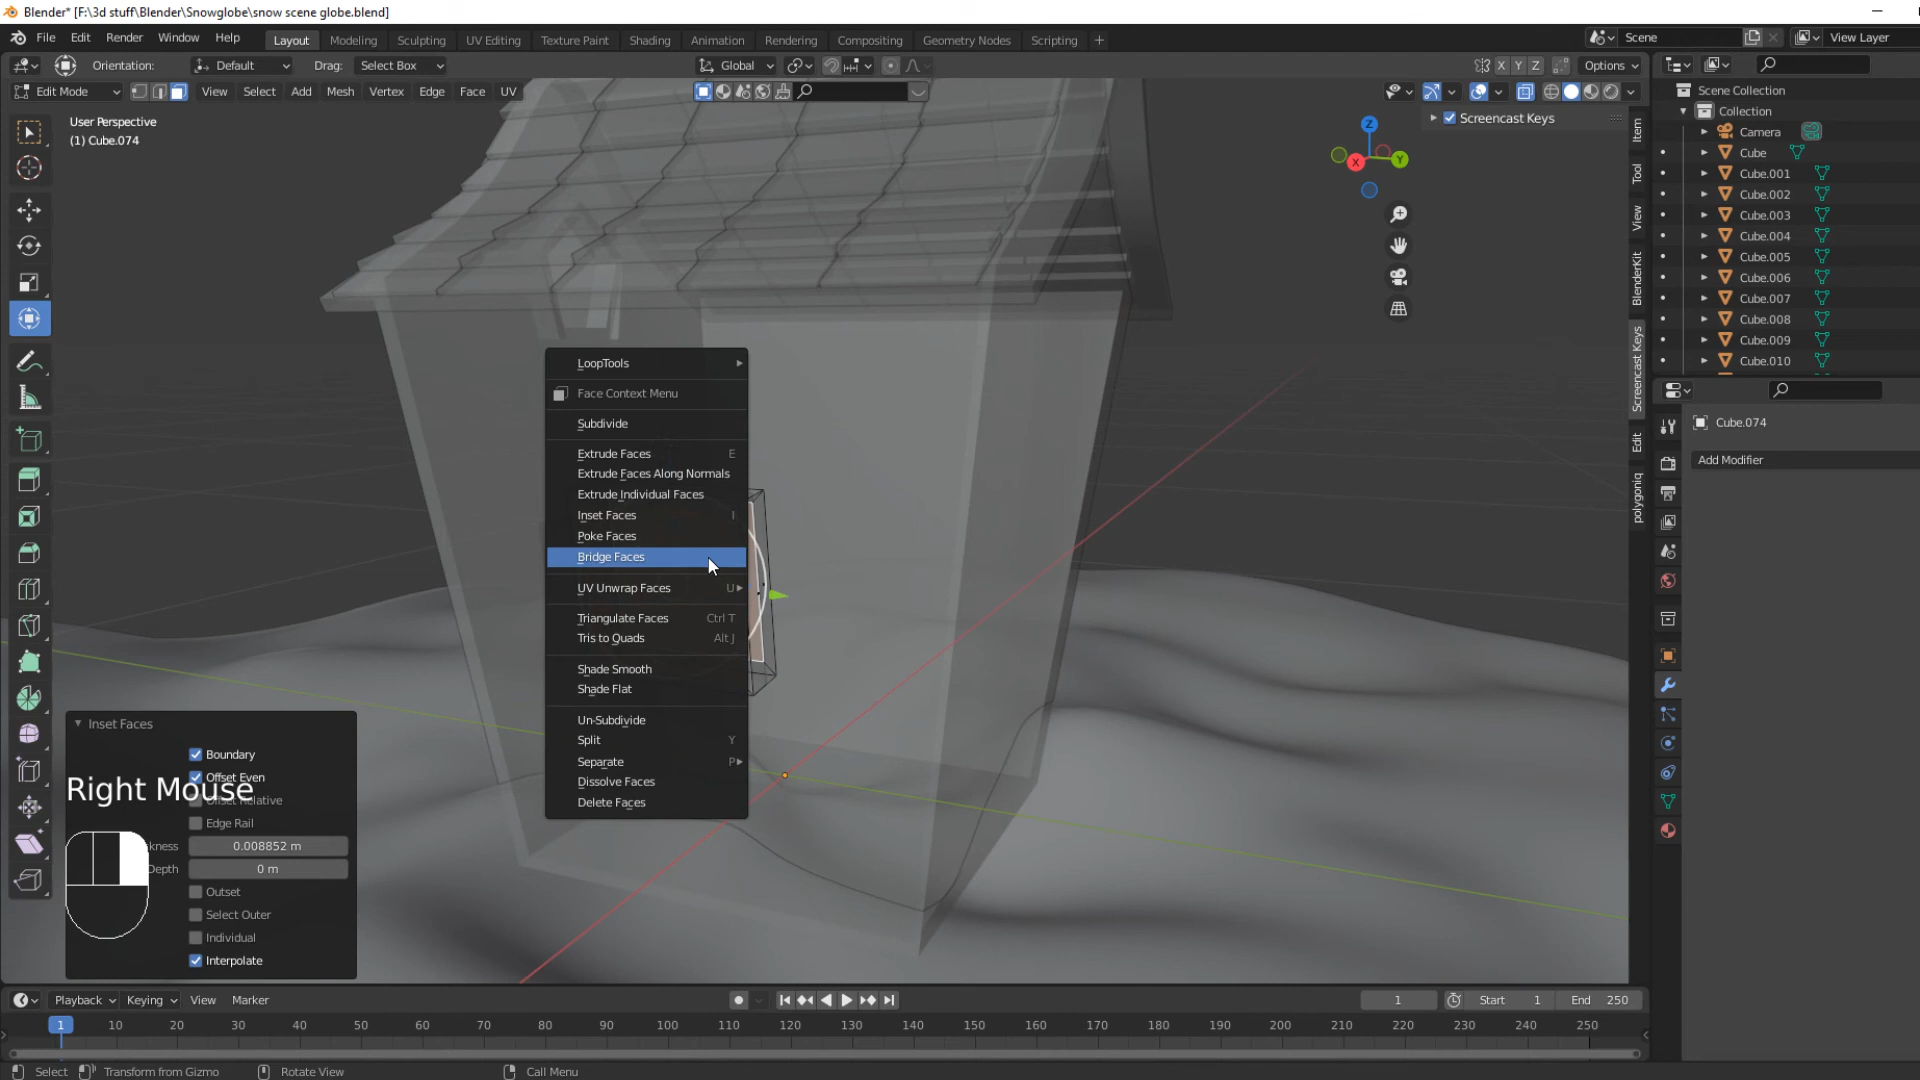 Blender* [F:\3d stuff\Blender\Snowglobe\snow scene globe.blend]
File Edit Render Window Help
Layout Modeling Sculpting UV Editing Texture Paint Shading Animation Rendering Compositing Geometry Nodes Scripting +
Scene
View Layer
Orientation: Default Drag: Select Box
Global
X Y Z
Options
Edit Mode View Select Add Mesh Vertex Edge Face UV
User Perspective
(1) Cube.074
Screencast Keys
Z
X
Y
Item
Tool
View
BlenderKit
Screencast Keys
Edit
polygoniq
Scene Collection
Collection
Camera
Cube
Cube.001
Cube.002
Cube.003
Cube.004
Cube.005
Cube.006
Cube.007
Cube.008
Cube.009
Cube.010
Cube.074
Add Modifier
LoopTools
Face Context Menu
Subdivide
Extrude Faces E
Extrude Faces Along Normals
Extrude Individual Faces
Inset Faces I
Poke Faces
Bridge Faces
UV Unwrap Faces U
Triangulate Faces Ctrl T
Tris to Quads Alt J
Shade Smooth
Shade Flat
Un-Subdivide
Split Y
Separate P
Dissolve Faces
Delete Faces
Inset Faces
Boundary
Offset Even
Right Mouse
Relative
Edge Rail
0.008852 m
Depth 0 m
Outset
Select Outer
Individual
Interpolate
Playback Keying View Marker
1
Start 1
End 250
1 10 20 30 40 50 60 70 80 90 100 110 120 130 140 150 160 170 180 190 200 210 220 230 240 250
Select Transform from Gizmo Rotate View Call Menu